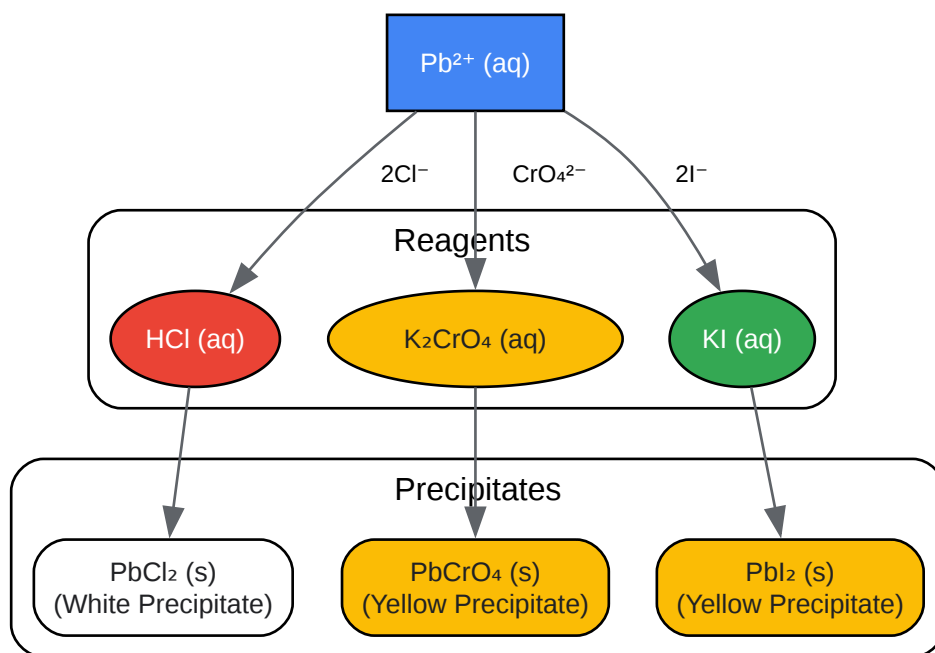 Pb²⁺ (aq)
2Cl⁻
CrO₄²⁻
2I⁻
Reagents
HCl (aq)
K₂CrO₄ (aq)
KI (aq)
Precipitates
PbCl₂ (s)
(White Precipitate)
PbCrO₄ (s)
(Yellow Precipitate)
PbI₂ (s)
(Yellow Precipitate)